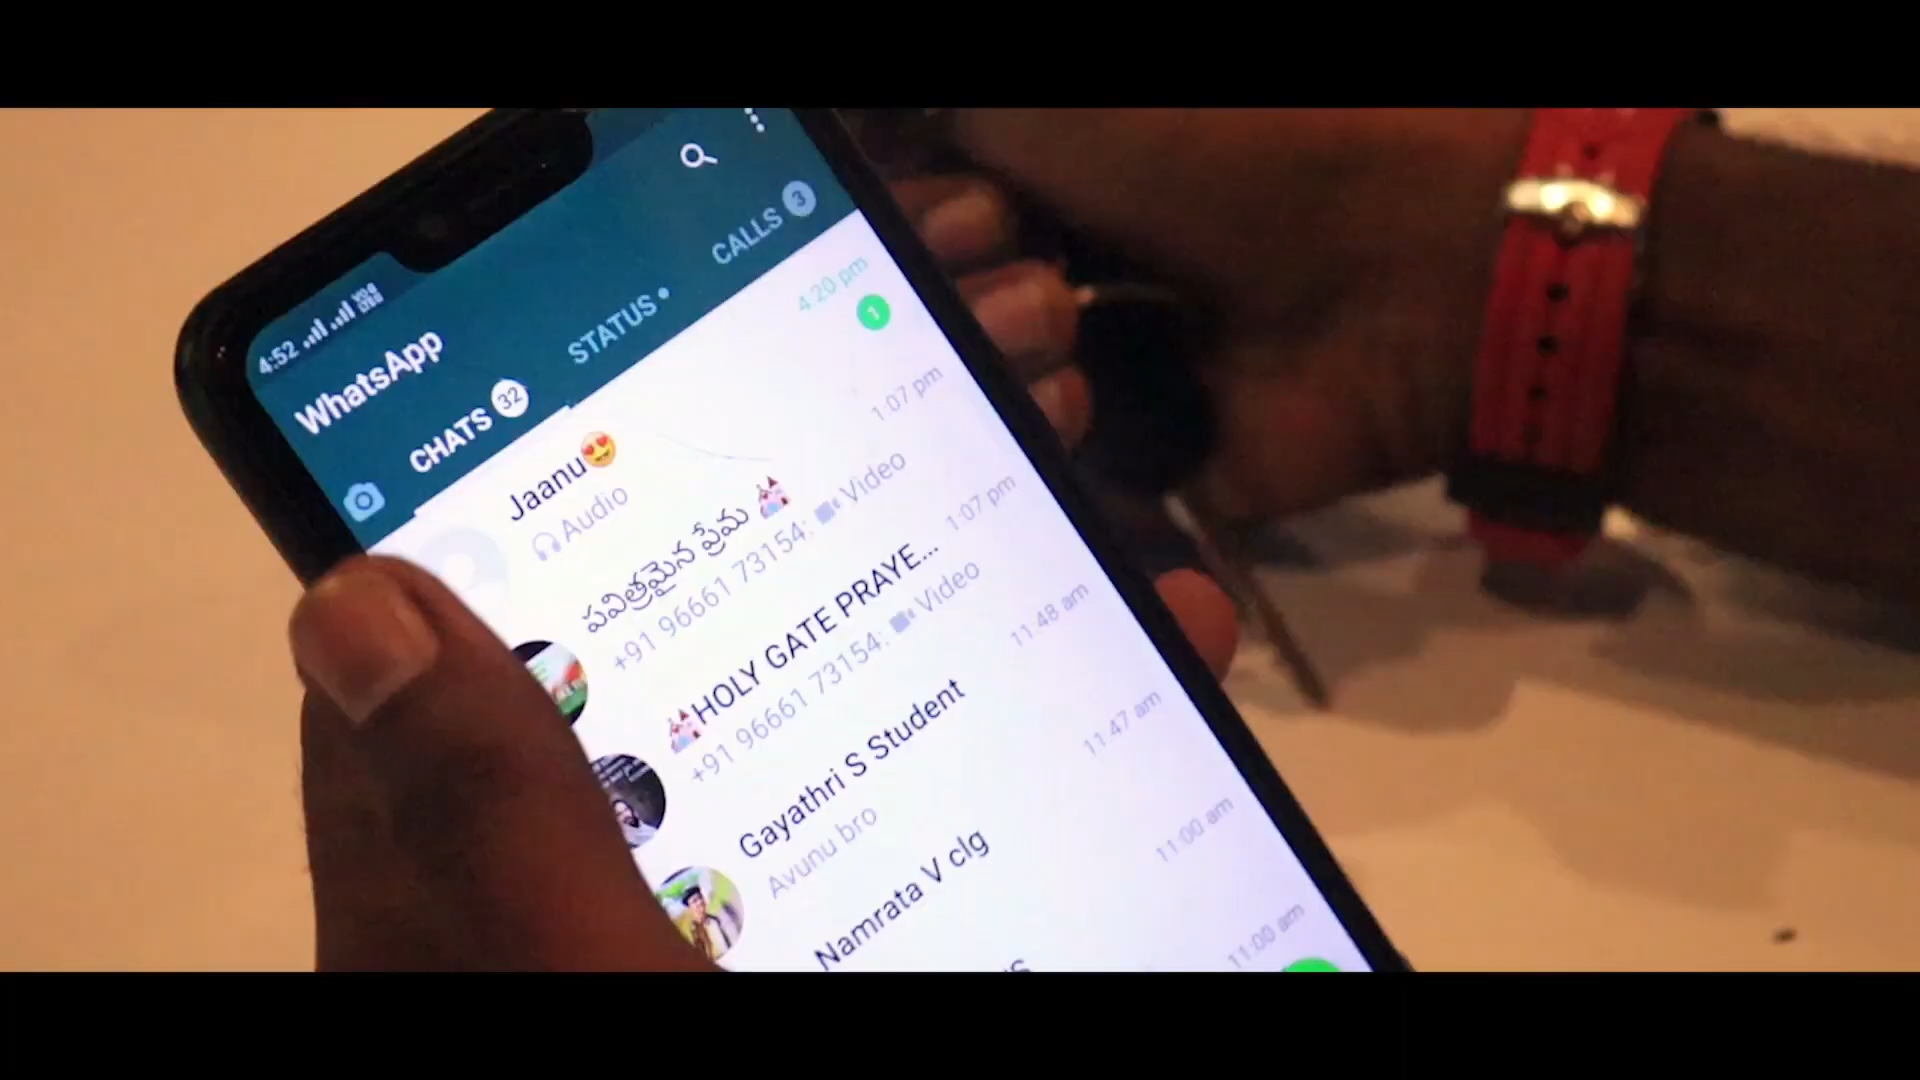 4:52
WhatsApp
CHATS 32
STATUS •
CALLS 3
Jaanu😍
4:20 pm
Audio
1
పవిత్రమైన ప్రేమ 💒
1:07 pm
+91 96661 73154: Video
💒HOLY GATE PRAYE...
1:07 pm
+91 96661 73154: Video
Gayathri S Student
11:48 am
Avunu bro
Namrata V clg
11:47 am
11:00 am
11:00 am